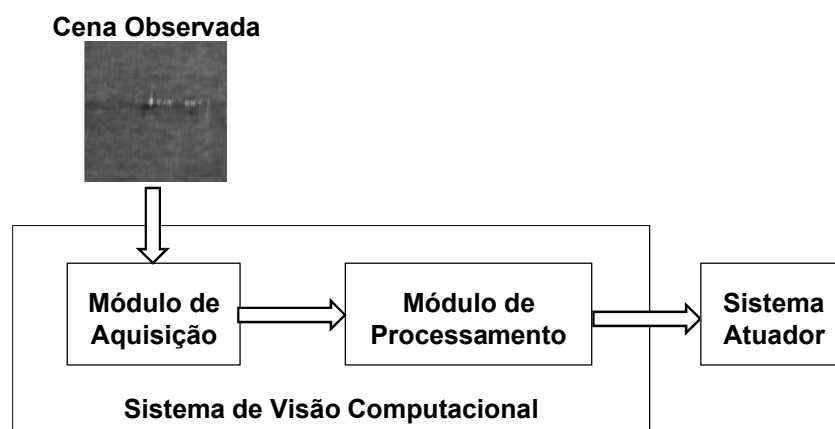 Cena Observada
Módulo de
Aquisição
Módulo de
Processamento
Sistema
Atuador
Sistema de Visão Computacional